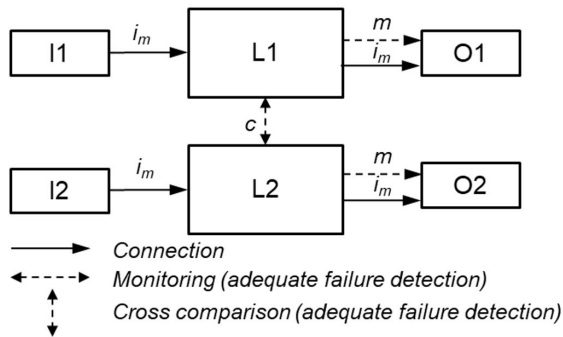 I1 i_m L1 m i_m O1
c
I2 i_m L2 m i_m O2
Connection
Monitoring (adequate failure detection)
Cross comparison (adequate failure detection)